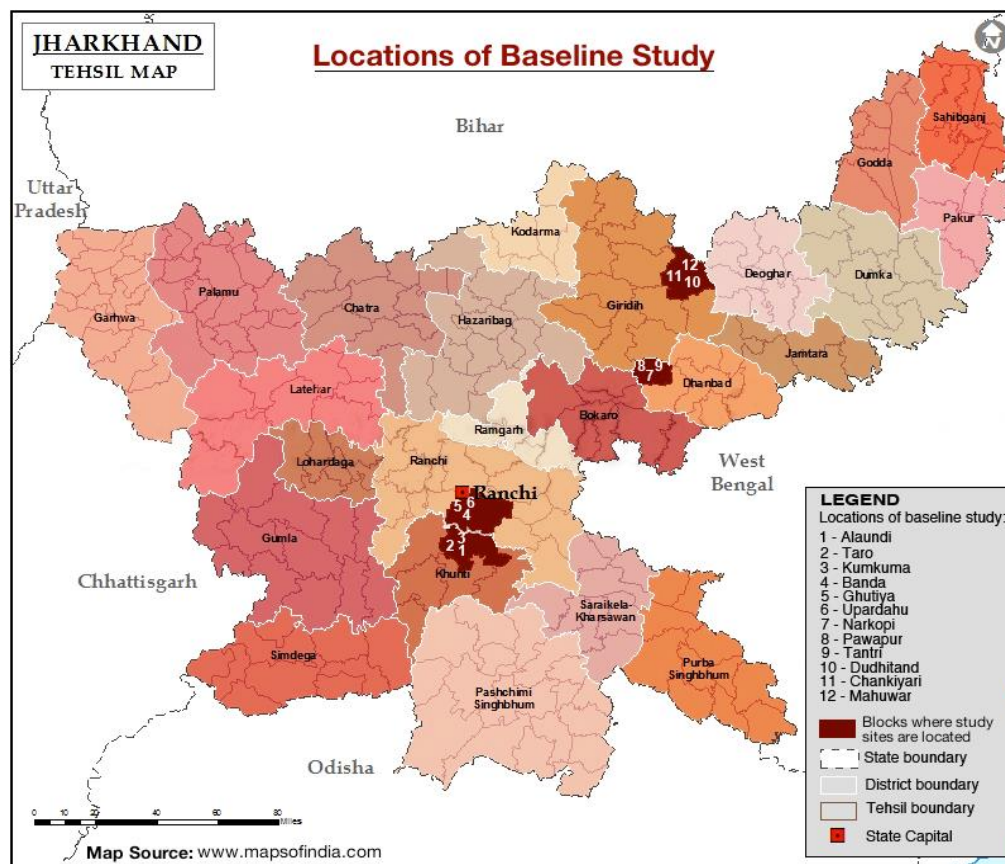 JHARKHAND
TEHSIL MAP
Locations of Baseline Study
N
Bihar
Uttar
Pradesh
Sahibganj
Godda
Pakur
Kodarma
12
11 10
Deoghar
Dumka
Palamu
Garhwa
Chatra
Hazaribag
Giridih
Jamtara
8 9
7
Dhanbad
Latehar
Bokaro
Ramgarh
Lohardaga
Ranchi
West
Bengal
Ranchi
5 6
4
Gumla
3
2 1
Khunti
Chhattisgarh
Saraikela-
Kharsawan
Simdega
Purba
Singhbhum
Pashchimi
Singhbhum
Odisha
LEGEND
Locations of baseline study:
1 - Alaundi
2 - Taro
3 - Kumkuma
4 - Banda
5 - Ghutiya
6 - Upardahu
7 - Narkopi
8 - Pawapur
9 - Tantri
10 - Dudhitand
11 - Chankiyari
12 - Mahuwar
Blocks where study
sites are located
State boundary
District boundary
Tehsil boundary
State Capital
0 5 10 20 40 60 80
Miles
Map Source: www.mapsofindia.com